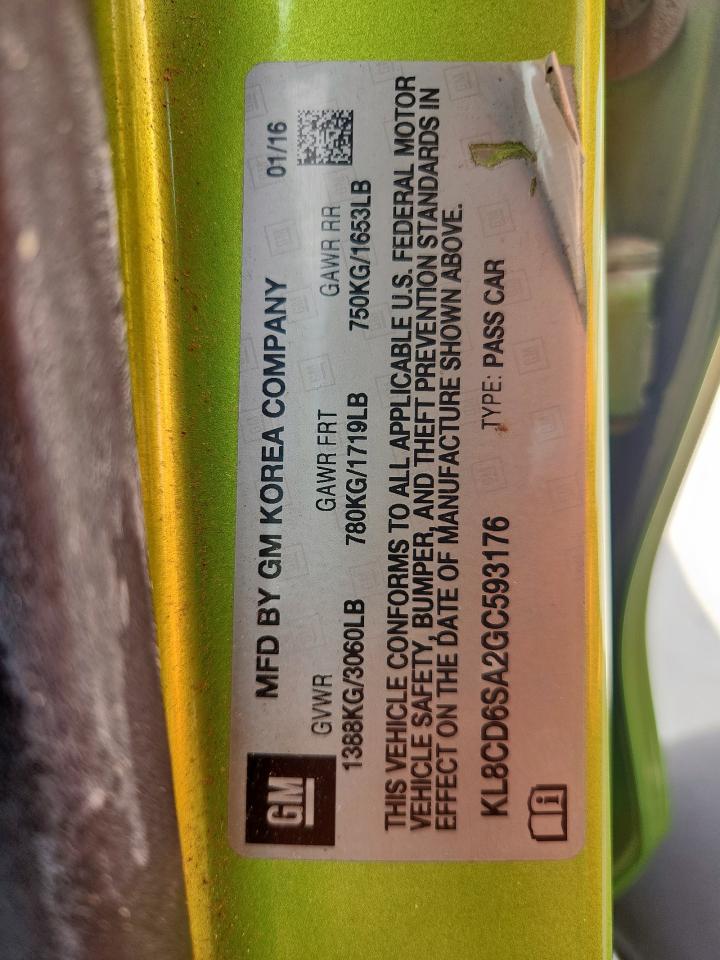 GM
MFD BY GM KOREA COMPANY 01/16
GVWR GAWR FRT GAWR RR
1388KG/3060LB 780KG/1719LB 750KG/1653LB
THIS VEHICLE CONFORMS TO ALL APPLICABLE U.S. FEDERAL MOTOR
VEHICLE SAFETY, BUMPER, AND THEFT PREVENTION STANDARDS IN
EFFECT ON THE DATE OF MANUFACTURE SHOWN ABOVE.
KL8CD6SA2GC593176 TYPE: PASS CAR